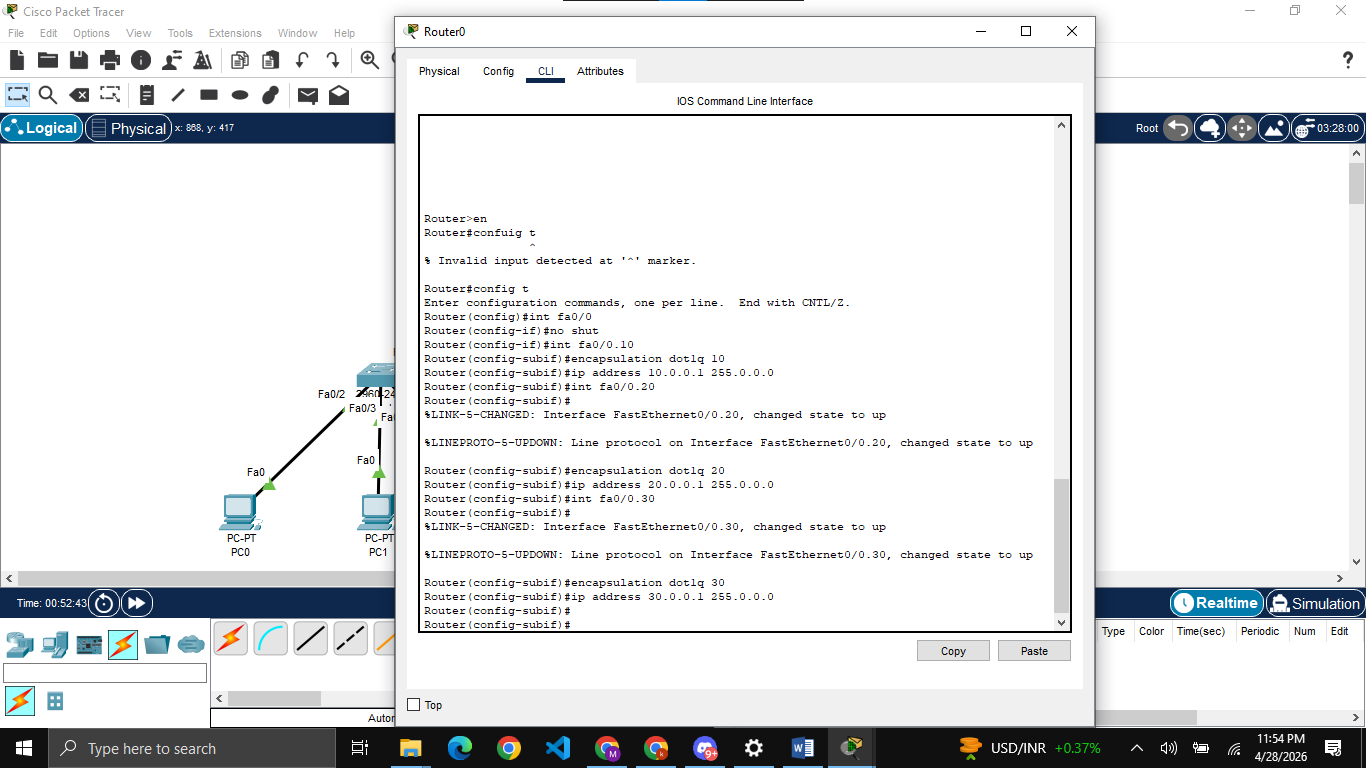 Cisco Packet Tracer
File Edit Options View Tools Extensions Window Help
?
Logical Physical x: 868, y: 417
Root 03:28:00
Fa0/2 2960-24
Fa0/3
Fa0
Fa0
Fa0
PC-PT
PC0
PC-PT
PC1
Router0
Physical Config CLI Attributes
IOS Command Line Interface
Router>en
Router#confuig t
^
% Invalid input detected at '^' marker.
Router#config t
Enter configuration commands, one per line. End with CNTL/Z.
Router(config)#int fa0/0
Router(config-if)#no shut
Router(config-if)#int fa0/0.10
Router(config-subif)#encapsulation dot1q 10
Router(config-subif)#ip address 10.0.0.1 255.0.0.0
Router(config-subif)#int fa0/0.20
Router(config-subif)#
%LINK-5-CHANGED: Interface FastEthernet0/0.20, changed state to up
%LINEPROTO-5-UPDOWN: Line protocol on Interface FastEthernet0/0.20, changed state to up
Router(config-subif)#encapsulation dot1q 20
Router(config-subif)#ip address 20.0.0.1 255.0.0.0
Router(config-subif)#int fa0/0.30
Router(config-subif)#
%LINK-5-CHANGED: Interface FastEthernet0/0.30, changed state to up
%LINEPROTO-5-UPDOWN: Line protocol on Interface FastEthernet0/0.30, changed state to up
Router(config-subif)#encapsulation dot1q 30
Router(config-subif)#ip address 30.0.0.1 255.0.0.0
Router(config-subif)#
Router(config-subif)#
Copy Paste
Top
Time: 00:52:43
Realtime Simulation
Type Color Time(sec) Periodic Num Edit
Autor
Type here to search
M
k
9+
USD/INR +0.37%
11:54 PM
4/28/2026